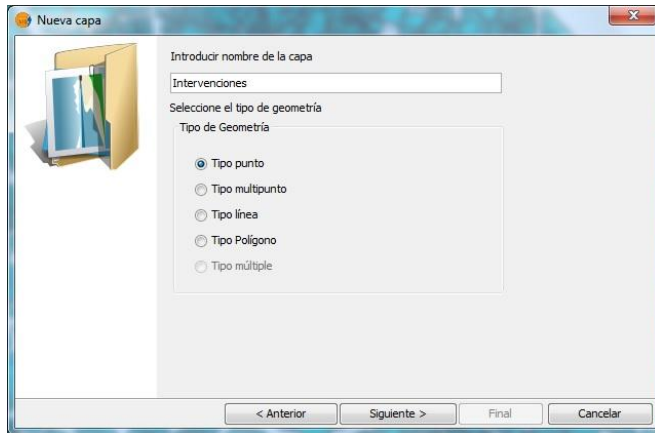 Nueva capa
Introducir nombre de la capa
Intervenciones
Seleccione el tipo de geometría
Tipo de Geometría
Tipo punto
Tipo multipunto
Tipo línea
Tipo Polígono
Tipo múltiple
< Anterior
Siguiente >
Final
Cancelar